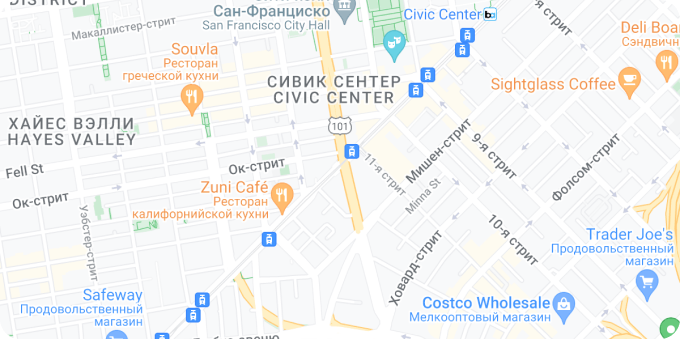 DISTRICT
Сан-Франциско
San Francisco City Hall
Civic Center
Макаллистер-стрит
Souvla
Ресторан
греческой кухни
СИВИК СЕНТЕР
CIVIC CENTER
Deli
Сэндвичн
Sightglass Coffee
ХАЙЕС ВЭЛЛИ
HAYES VALLEY
101
Fell St
Ок-стрит
Ок-стрит
11-я стрит
Мишен-стрит
9-я стрит
Minna St
Фолсом-стрит
Zuni Café
Ресторан
калифорнийской кухни
Уэбстер-стрит
10-я стрит
Ховард-стрит
Trader Joe's
Продовольственный
магазин
Safeway
Продовольственный
магазин
Costco Wholesale
Мелкооптовый магазин